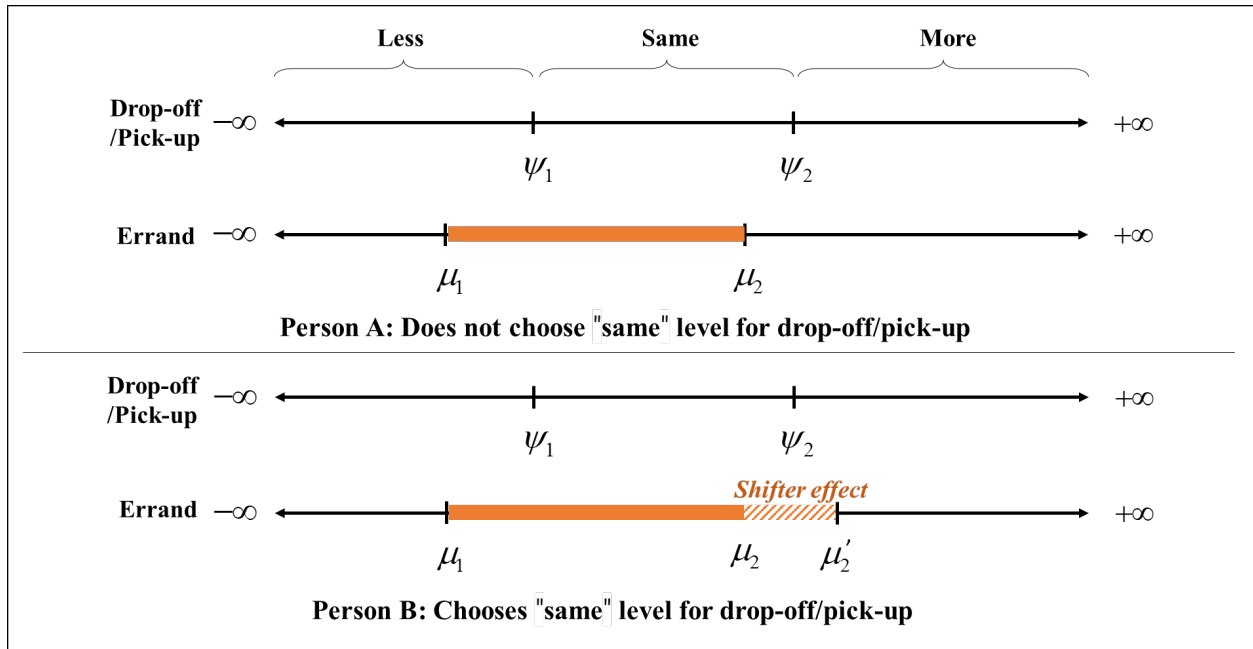 Less Same More
Drop-off
/Pick-up
−∞ +∞
ψ₁ ψ₂
Errand −∞ +∞
μ₁ μ₂
Person A: Does not choose "same" level for drop-off/pick-up
Drop-off
/Pick-up
−∞ +∞
ψ₁ ψ₂
Shifter effect
Errand −∞ +∞
μ₁ μ₂ μ₂′
Person B: Chooses "same" level for drop-off/pick-up